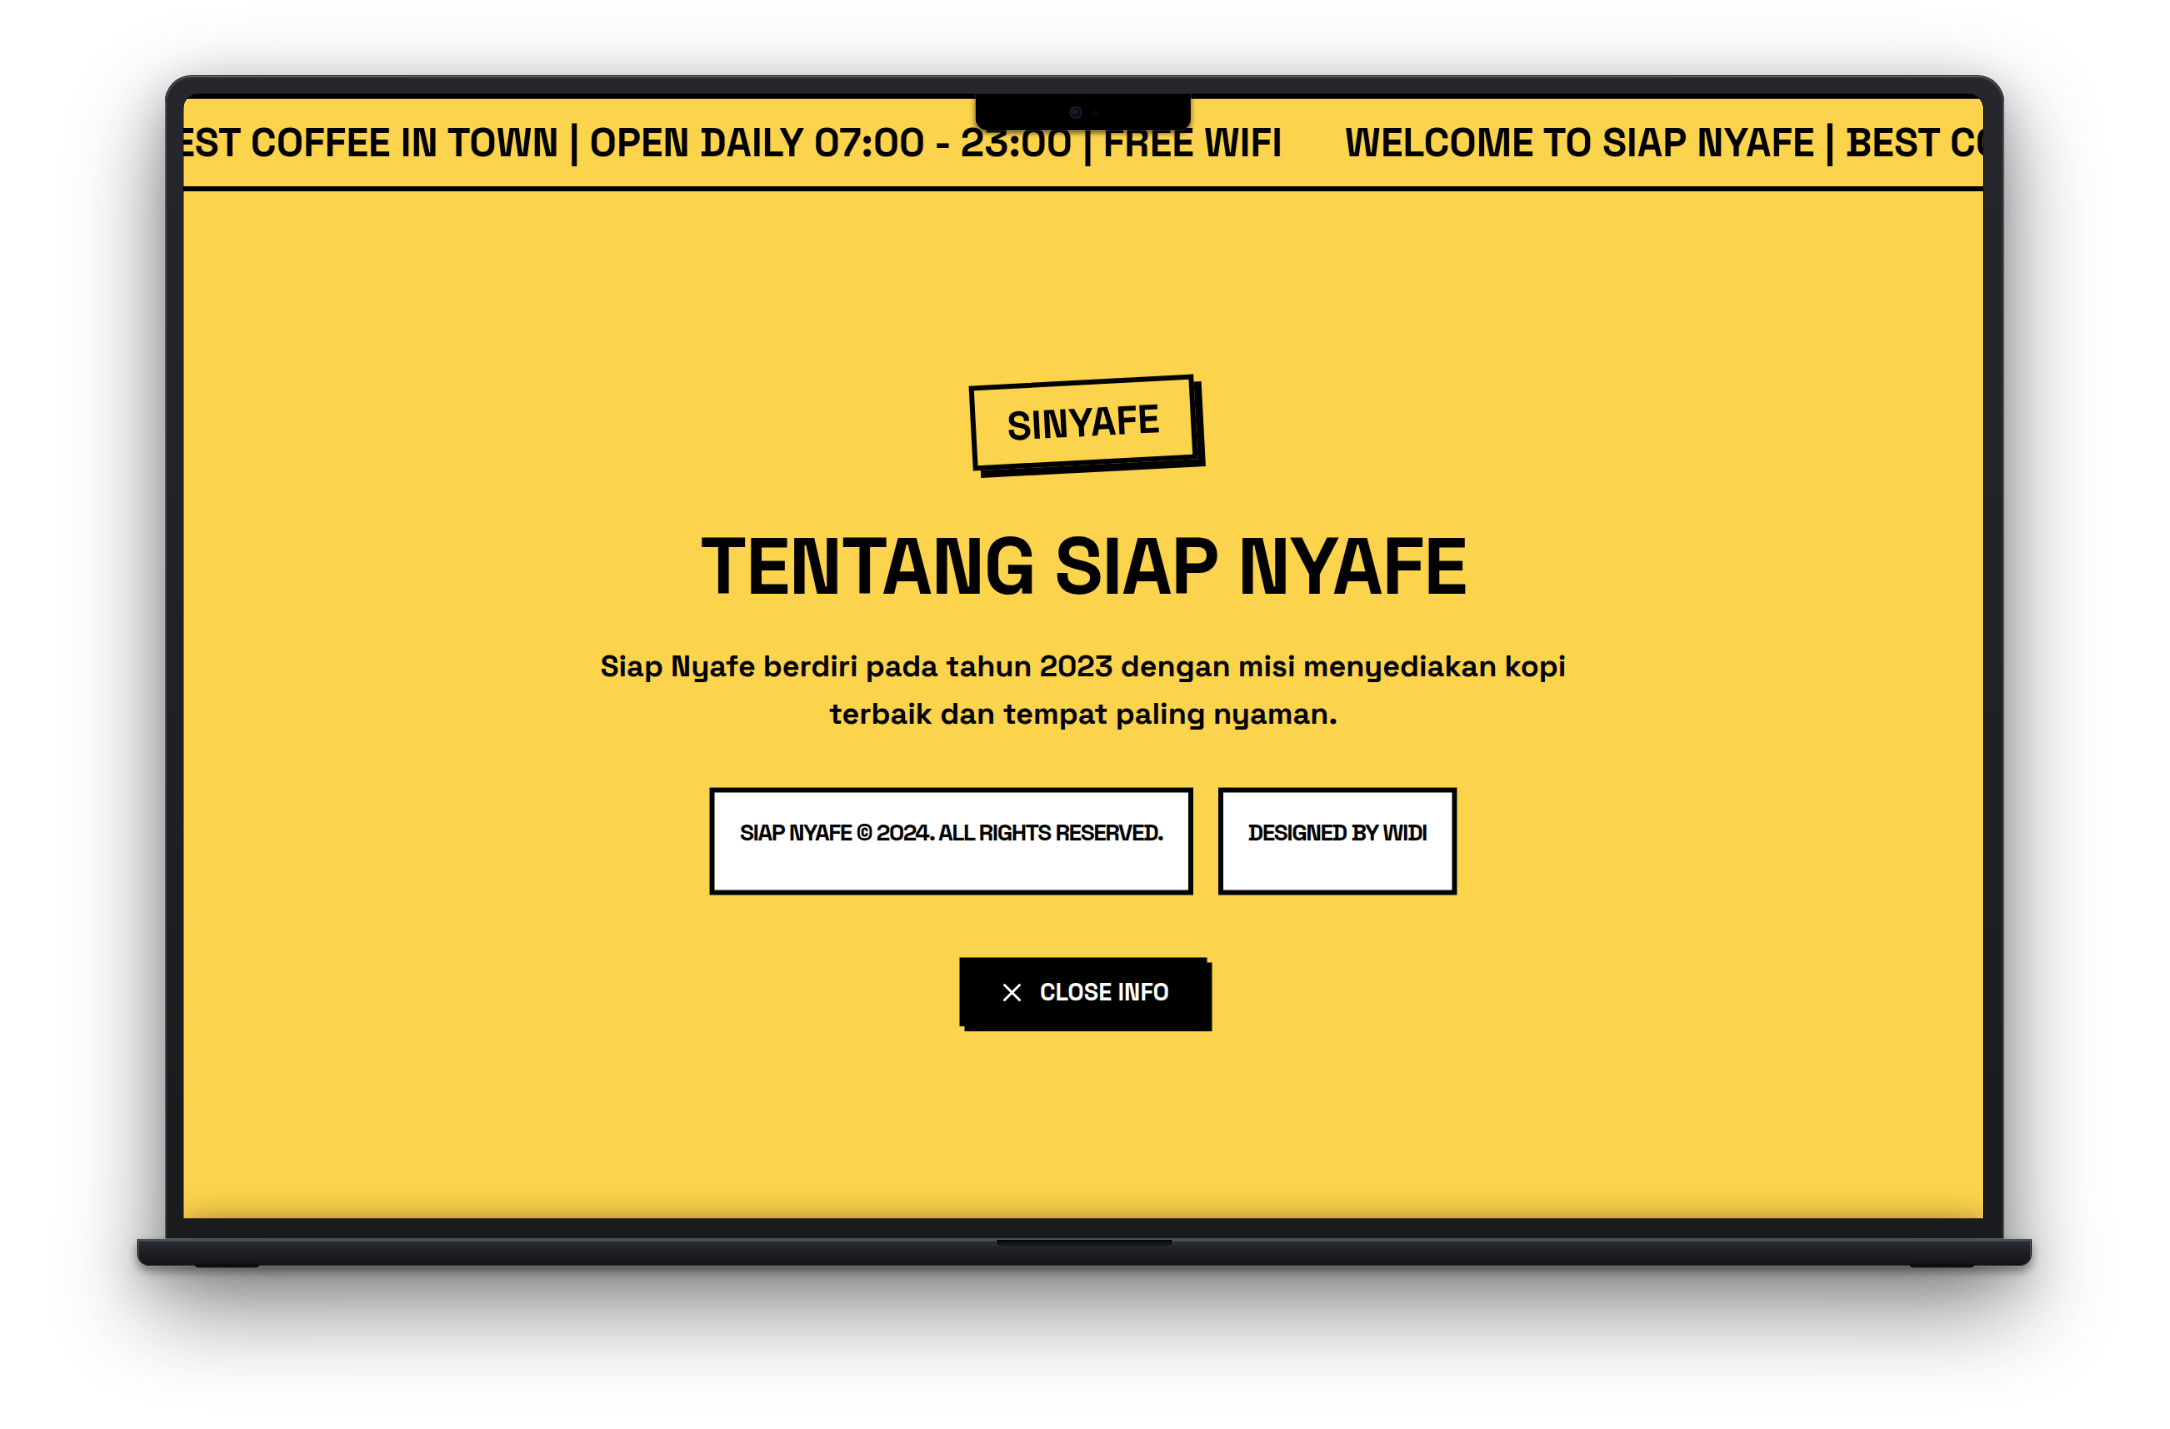 EST COFFEE IN TOWN | OPEN DAILY 07:00 - 23:00 | FREE WIFI WELCOME TO SIAP NYAFE | BEST CO
SINYAFE
TENTANG SIAP NYAFE
Siap Nyafe berdiri pada tahun 2023 dengan misi menyediakan kopi
terbaik dan tempat paling nyaman.
SIAP NYAFE © 2024. ALL RIGHTS RESERVED.
DESIGNED BY WIDI
CLOSE INFO